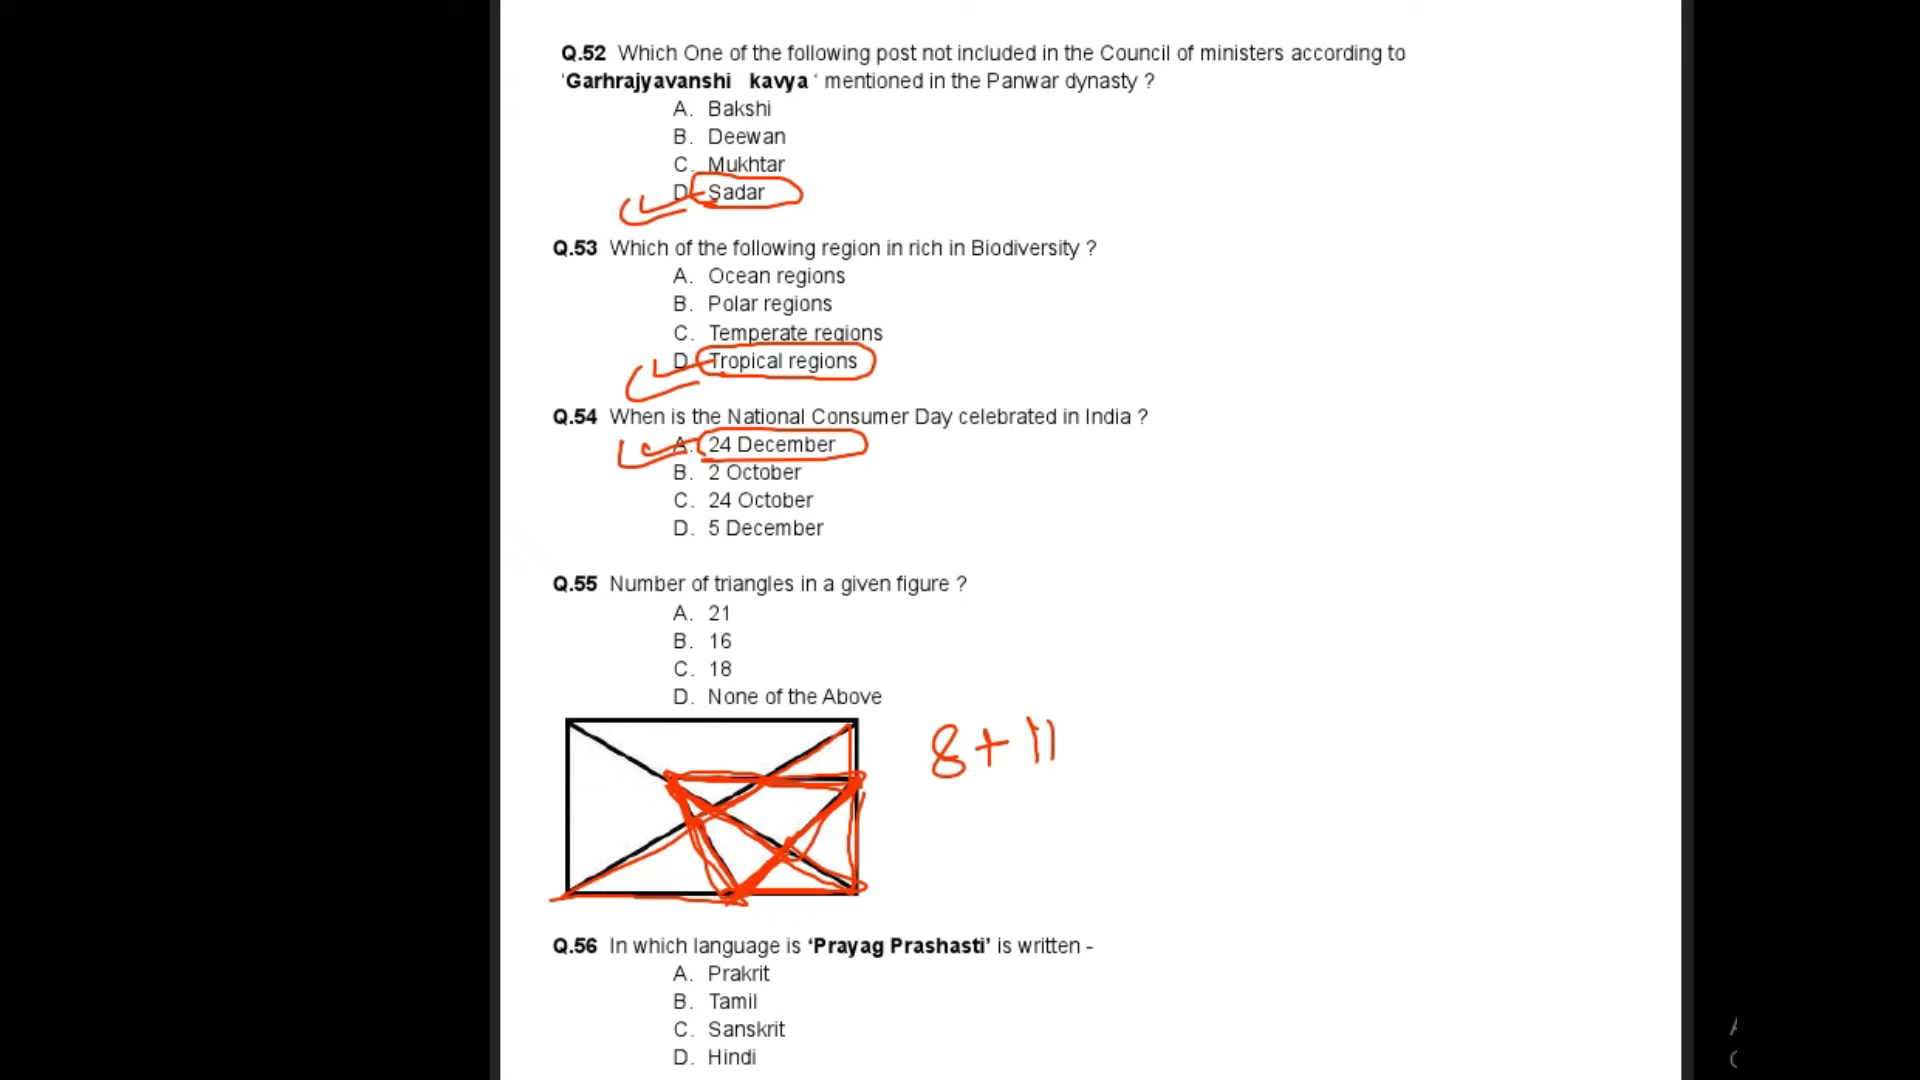 Q.52 Which One of the following post not included in the Council of ministers according to
‘Garhrajyavanshi kavya ‘ mentioned in the Panwar dynasty ?
A. Bakshi
B. Deewan
C. Mukhtar
D. Sadar
Q.53 Which of the following region in rich in Biodiversity ?
A. Ocean regions
B. Polar regions
C. Temperate regions
D. Tropical regions
Q.54 When is the National Consumer Day celebrated in India ?
A. 24 December
B. 2 October
C. 24 October
D. 5 December
Q.55 Number of triangles in a given figure ?
A. 21
B. 16
C. 18
D. None of the Above
8+11
Q.56 In which language is ‘Prayag Prashasti’ is written -
A. Prakrit
B. Tamil
C. Sanskrit
D. Hindi